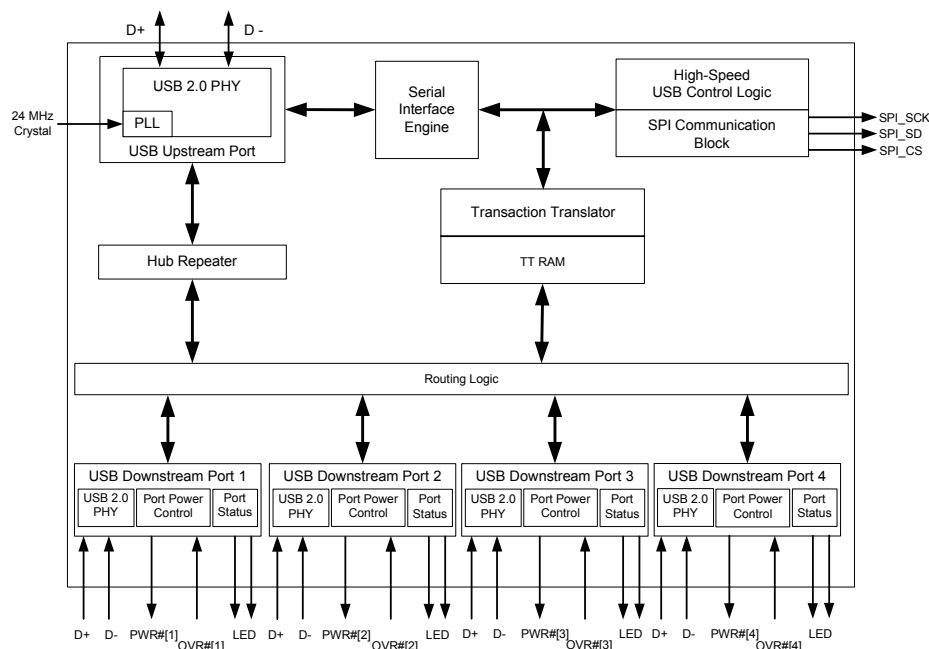 D+ D -
USB 2.0 PHY
PLL
USB Upstream Port
24 MHz
Crystal
Serial
Interface
Engine
High-Speed
USB Control Logic
SPI Communication
Block
SPI_SCK
SPI_SD
SPI_CS
Transaction Translator
TT RAM
Hub Repeater
Routing Logic
USB Downstream Port 1
USB 2.0
PHY
Port Power
Control
Port
Status
USB Downstream Port 2
USB 2.0
PHY
Port Power
Control
Port
Status
USB Downstream Port 3
USB 2.0
PHY
Port Power
Control
Port
Status
USB Downstream Port 4
USB 2.0
PHY
Port Power
Control
Port
Status
D+ D- PWR#[1] OVR#[1] LED
D+ D- PWR#[2] OVR#[2] LED
D+ D- PWR#[3] OVR#[3] LED
D+ D- PWR#[4] OVR#[4] LED